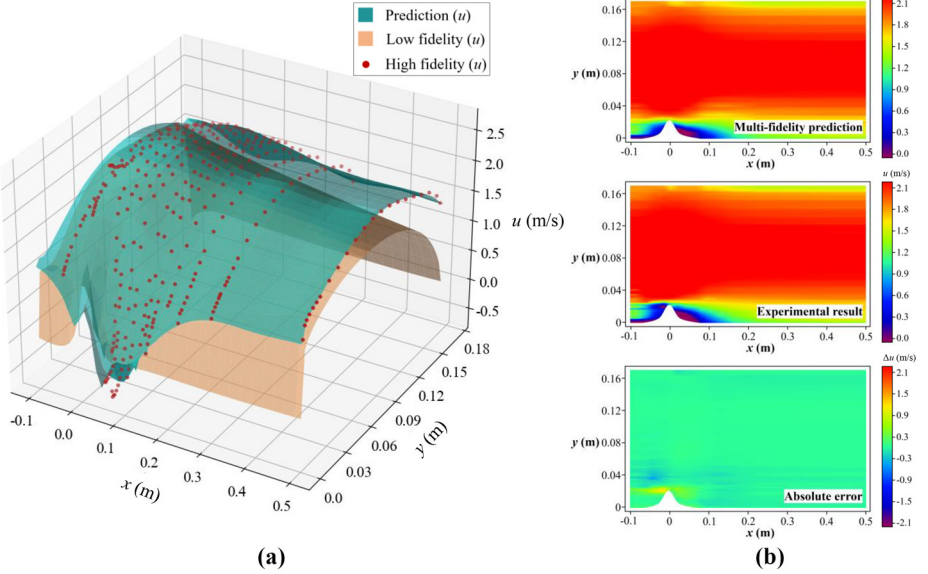 Prediction (u)
Low fidelity (u)
High fidelity (u)
2.5
2.0
1.5
1.0
0.5
0.0
-0.5
u (m/s)
0.18
0.15
0.12
0.09
0.06
0.03
0.0
y (m)
-0.1
0.0
0.1
0.2
0.3
0.4
0.5
x (m)
(a)
0.16
0.12
0.08
0.04
0
y (m)
-0.1 0 0.1 0.2 0.3 0.4 0.5
x (m)
Multi-fidelity prediction
2.1
1.8
1.5
1.2
0.9
0.6
0.3
0.0
u (m/s)
0.16
0.12
0.08
0.04
0
y (m)
-0.1 0 0.1 0.2 0.3 0.4 0.5
x (m)
Experimental result
2.1
1.8
1.5
1.2
0.9
0.6
0.3
0.0
Δu (m/s)
0.16
0.12
0.08
0.04
0
y (m)
-0.1 0 0.1 0.2 0.3 0.4 0.5
x (m)
Absolute error
2.1
1.5
0.9
0.3
-0.3
-0.9
-1.5
-2.1
(b)